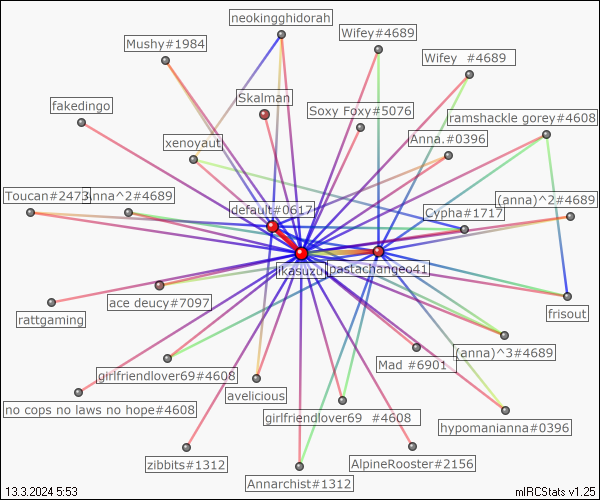 neokingghidorah
Wifey#4689
Mushy#1984
Wifey  #4689
Skalman
fakedingo
Soxy Foxy#5076
ramshackle gorey#4608
xenoyaut
Anna.#0396
Toucan#2473
Anna^2#4689
(anna)^2#4689
default#0617
Cypha#1717
ikasuzu
pastachangeo41
ace deucy#7097
frisout
rattgaming
(anna)^3#4689
Mad #6901
girlfriendlover69#4608
avelicious
no cops no laws no hope#4608
girlfriendlover69  #4608
hypomanianna#0396
zibbits#1312
AlpineRooster#2156
Annarchist#1312
13.3.2024 5:53
mIRCStats v1.25